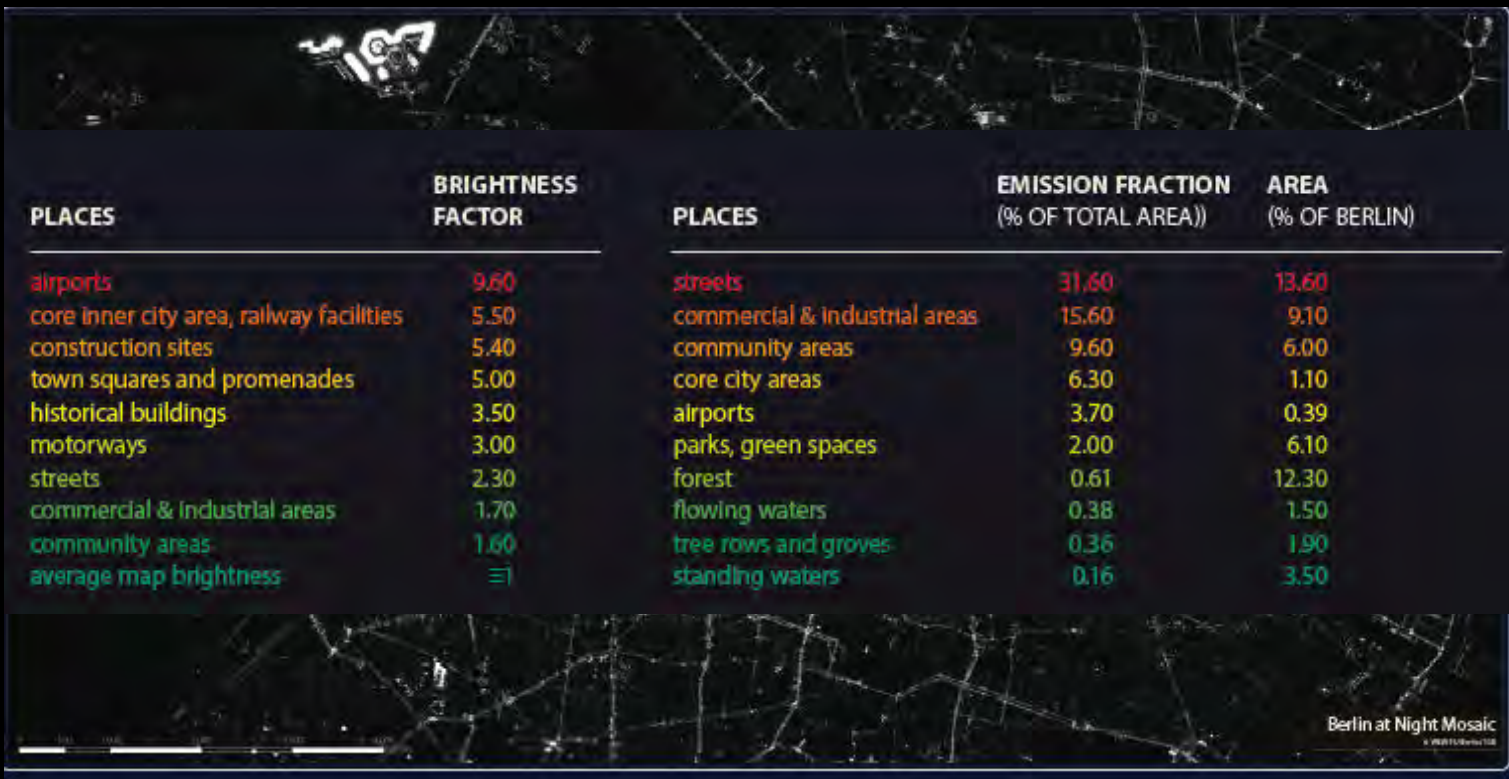 PLACES BRIGHTNESS FACTOR
airports 9.60
core inner city area, railway facilities 5.50
construction sites 5.40
town squares and promenades 5.00
historical buildings 3.50
motorways 3.00
streets 2.30
commercial & industrial areas 1.70
community areas 1.60
average map brightness ≡1
PLACES EMISSION FRACTION (% OF TOTAL AREA)) AREA (% OF BERLIN)
streets 31.60 13.60
commercial & industrial areas 15.60 9.10
community areas 9.60 6.00
core city areas 6.30 1.10
airports 3.70 0.39
parks, green spaces 2.00 6.10
forest 0.61 12.30
flowing waters 0.38 1.50
tree rows and groves 0.36 1.90
standing waters 0.16 3.50
Berlin at Night Mosaic